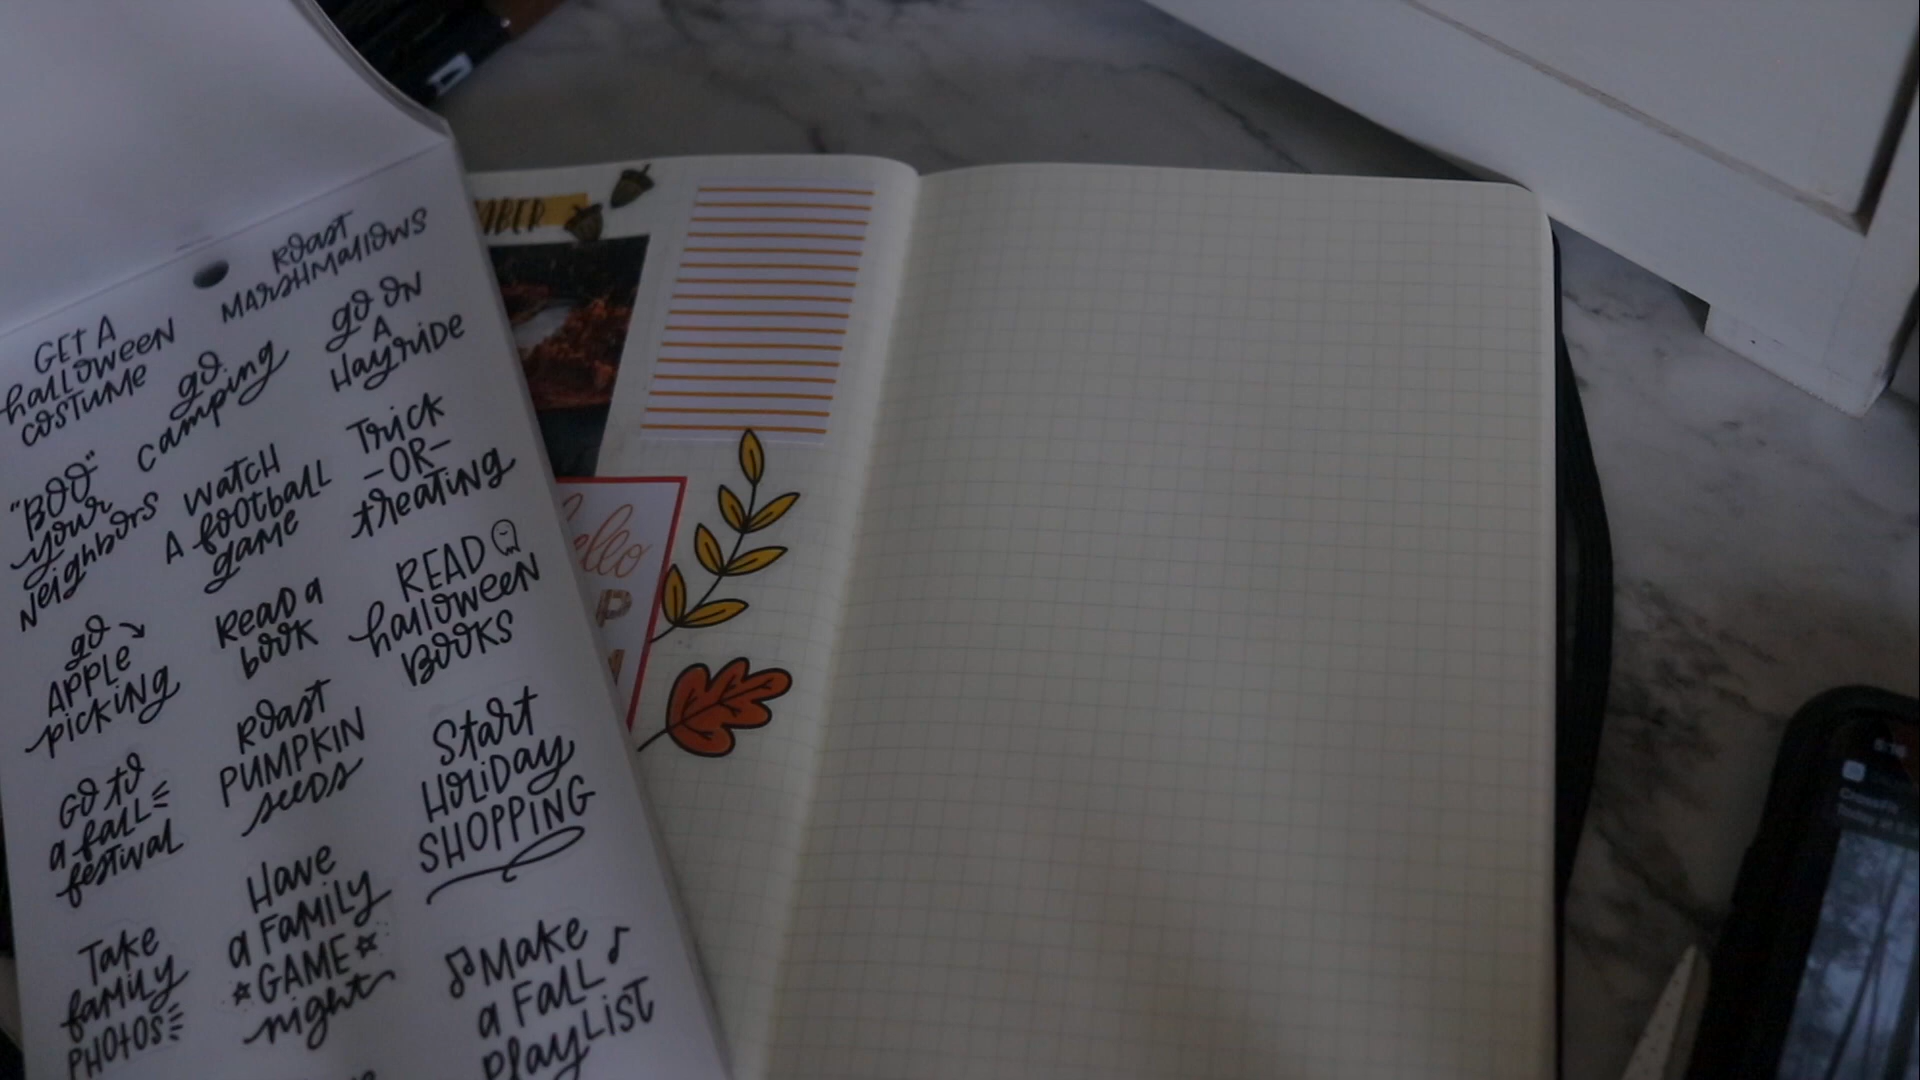 Roast
Marshmallows
Get a
Halloween
Costume
go
camping
go on
a
Hayride
"Boo"
your
neighbors
Watch
a football
game
Trick
-OR-
treating
go
APPLE
picking
Read a
book
READ
halloween
BOOKS
Go to
a fall
festival
Roast
PUMPKIN
seeds
Start
Holiday
SHOPPING
Take
family
PHOTOS
Have
a Family
GAME
night
Make
a Fall
playlist
MBER
ello
P